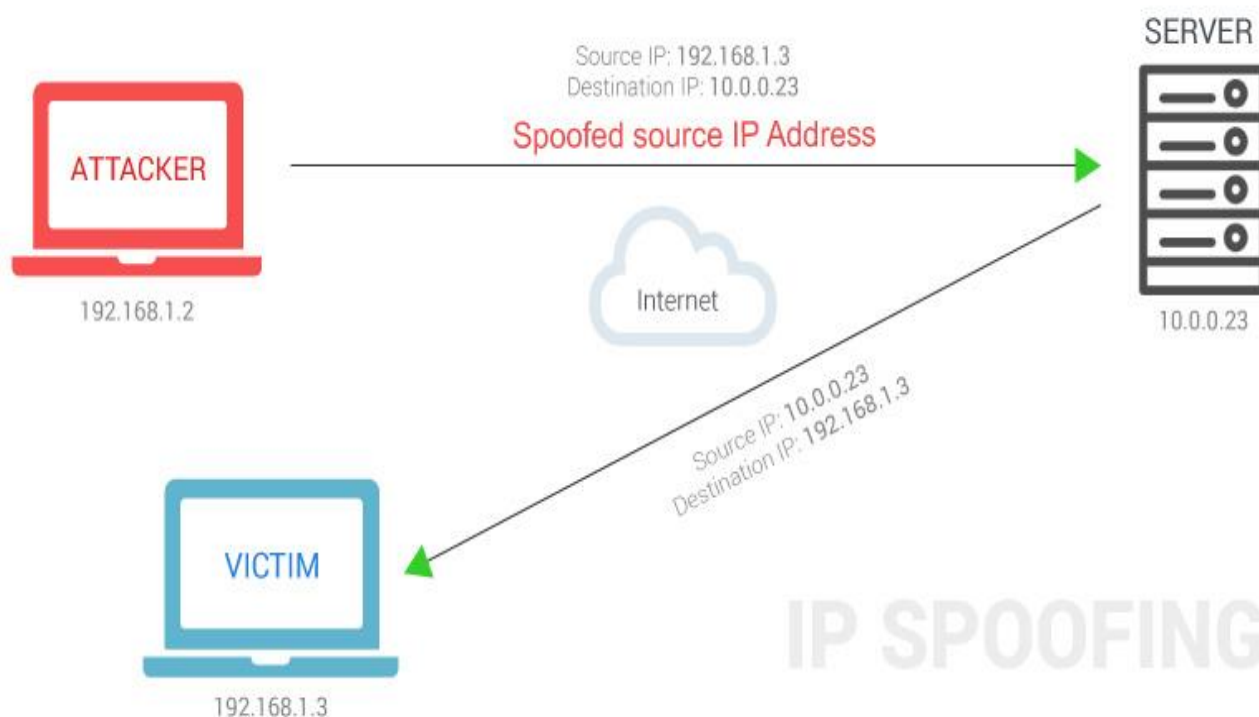 SERVER
Source IP: 192.168.1.3
Destination IP: 10.0.0.23
Spoofed source IP Address
ATTACKER
192.168.1.2
Internet
10.0.0.23
Source IP: 10.0.0.23
Destination IP: 192.168.1.3
VICTIM
192.168.1.3
IP SPOOFING